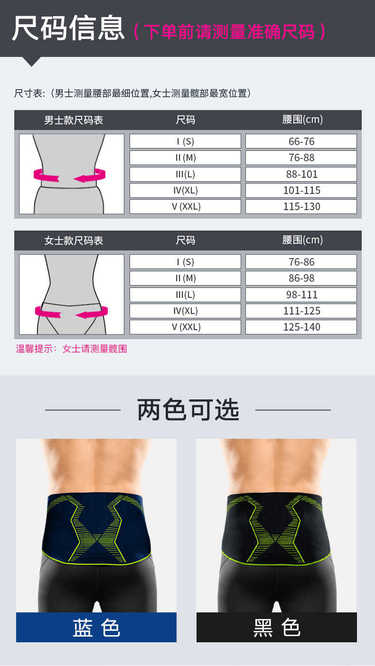 尺码信息（下单前请测量准确尺码）
尺寸表:（男士测量腰部最细位置,女士测量髋部最宽位置）
男士款尺码表 尺码 腰围(cm)
I (S) 66-76
II (M) 76-88
III(L) 88-101
IV(XL) 101-115
V (XXL) 115-130
女士款尺码表 尺码 腰围(cm)
I (S) 76-86
II (M) 86-98
III(L) 98-111
IV(XL) 111-125
V (XXL) 125-140
温馨提示：女士请测量髋围
两色可选
蓝色 黑色